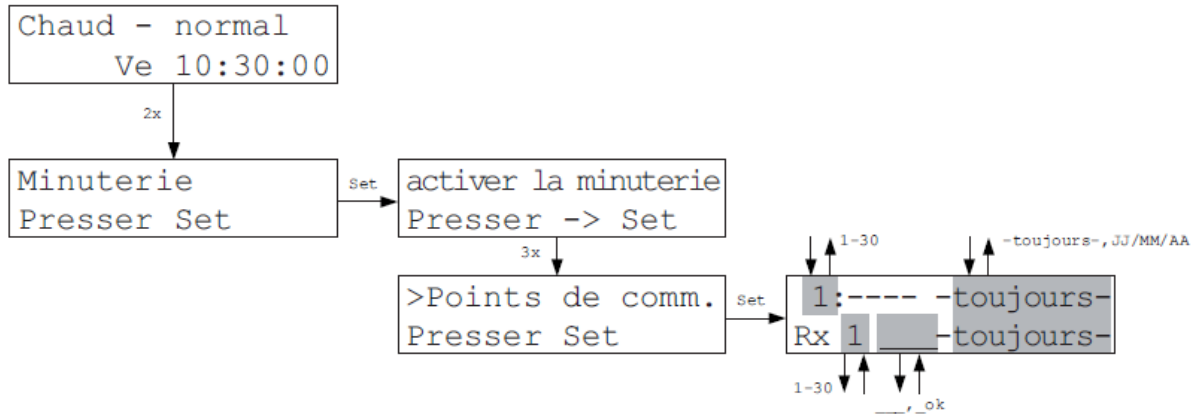 Chaud - normal
Ve 10:30:00
2x
Minuterie
Presser Set
Set
activer la minuterie
Presser -> Set
3x
>Points de comm.
Presser Set
Set
1-30
-toujours-,JJ/MM/AA
1:---- -toujours-
Rx 1 ____-toujours-
1-30
___,_ok